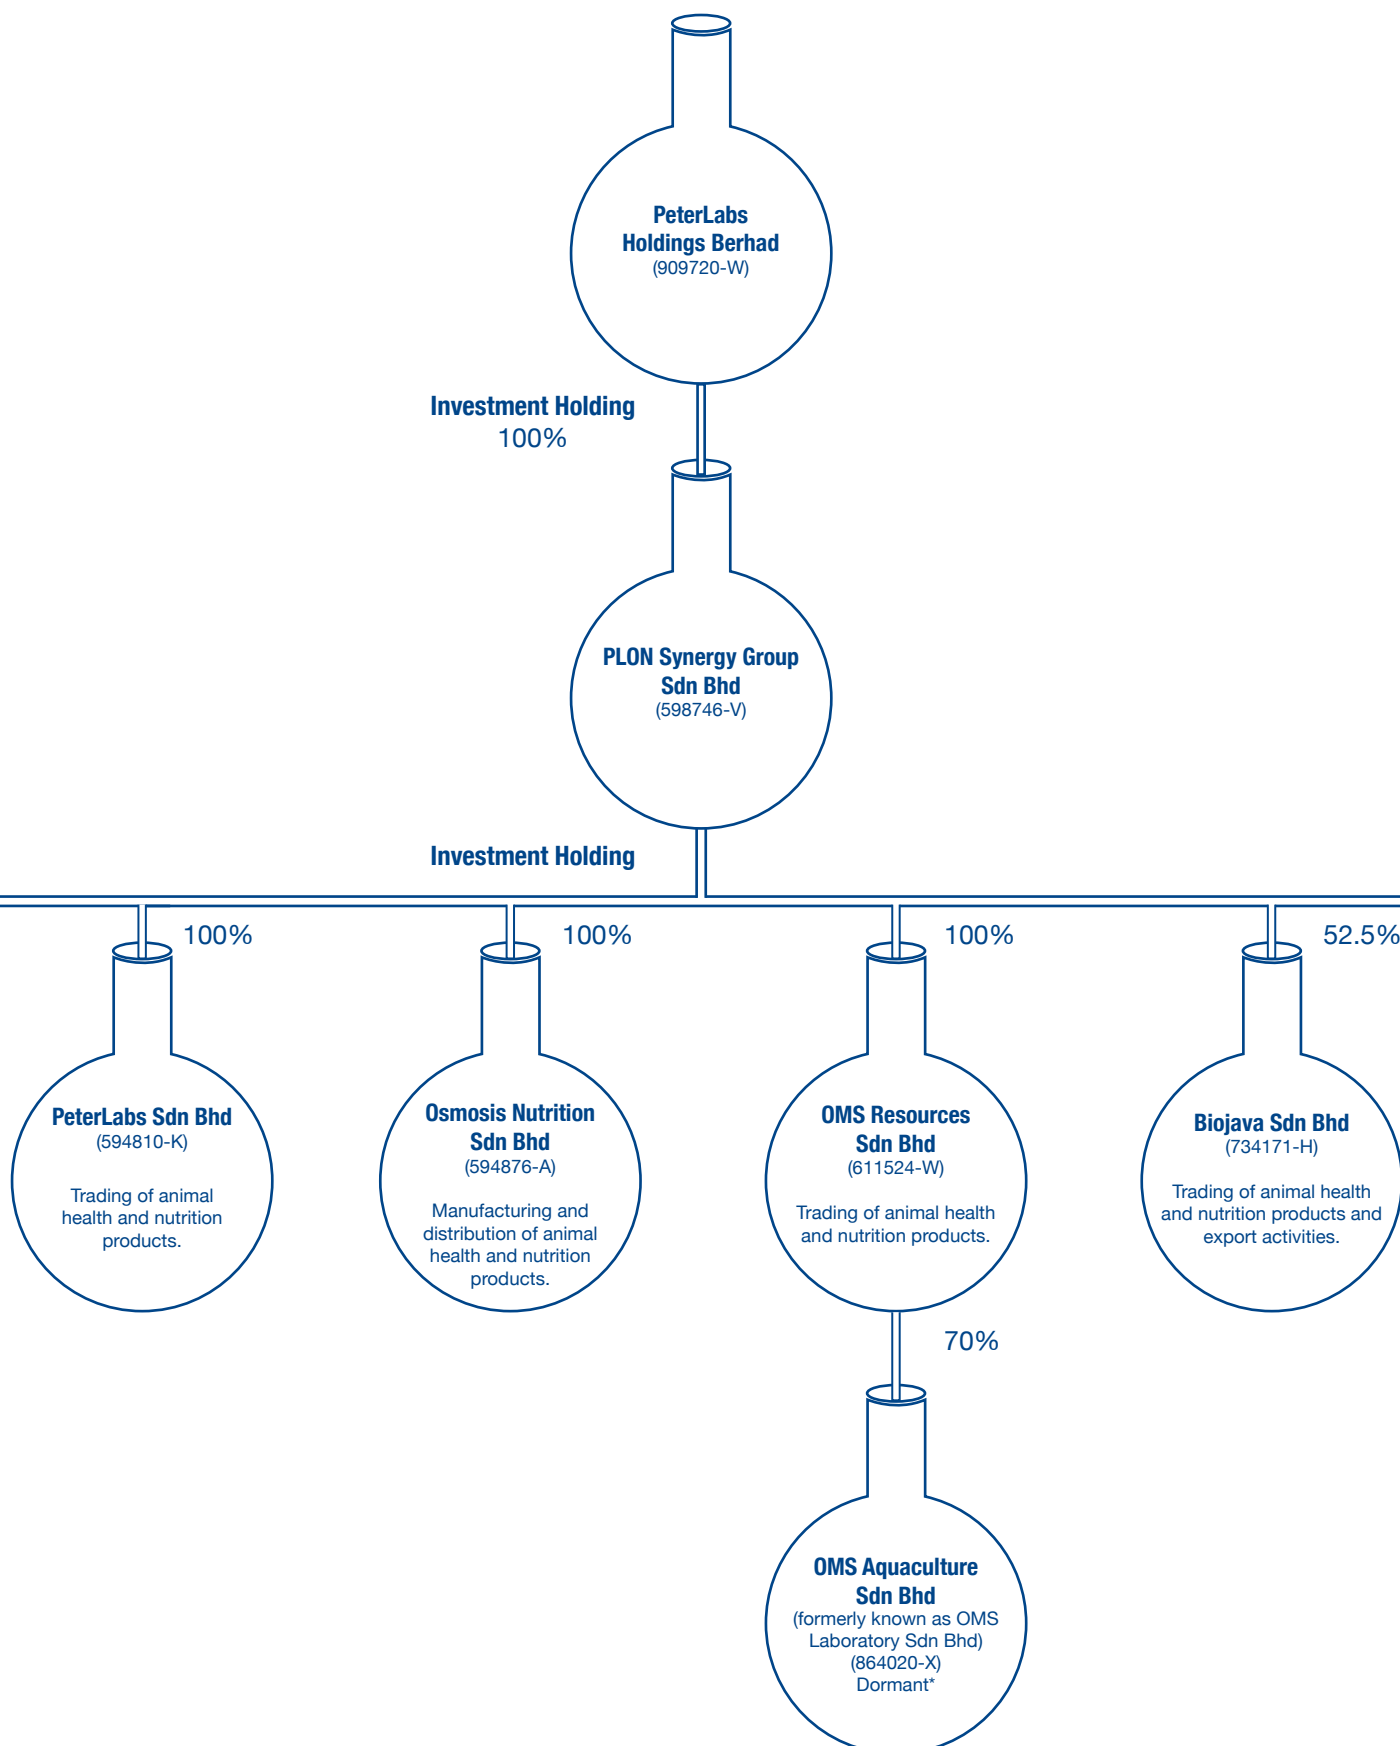 PeterLabs
Holdings Berhad
(909720-W)
Investment Holding
100%
PLON Synergy Group
Sdn Bhd
(598746-V)
Investment Holding
100%
100%
100%
52.5%
PeterLabs Sdn Bhd
(594810-K)
Trading of animal
health and nutrition
products.
Osmosis Nutrition
Sdn Bhd
(594876-A)
Manufacturing and
distribution of animal
health and nutrition
products.
OMS Resources
Sdn Bhd
(611524-W)
Trading of animal health
and nutrition products.
Biojava Sdn Bhd
(734171-H)
Trading of animal health
and nutrition products and
export activities.
70%
OMS Aquaculture
Sdn Bhd
(formerly known as OMS
Laboratory Sdn Bhd)
(864020-X)
Dormant*